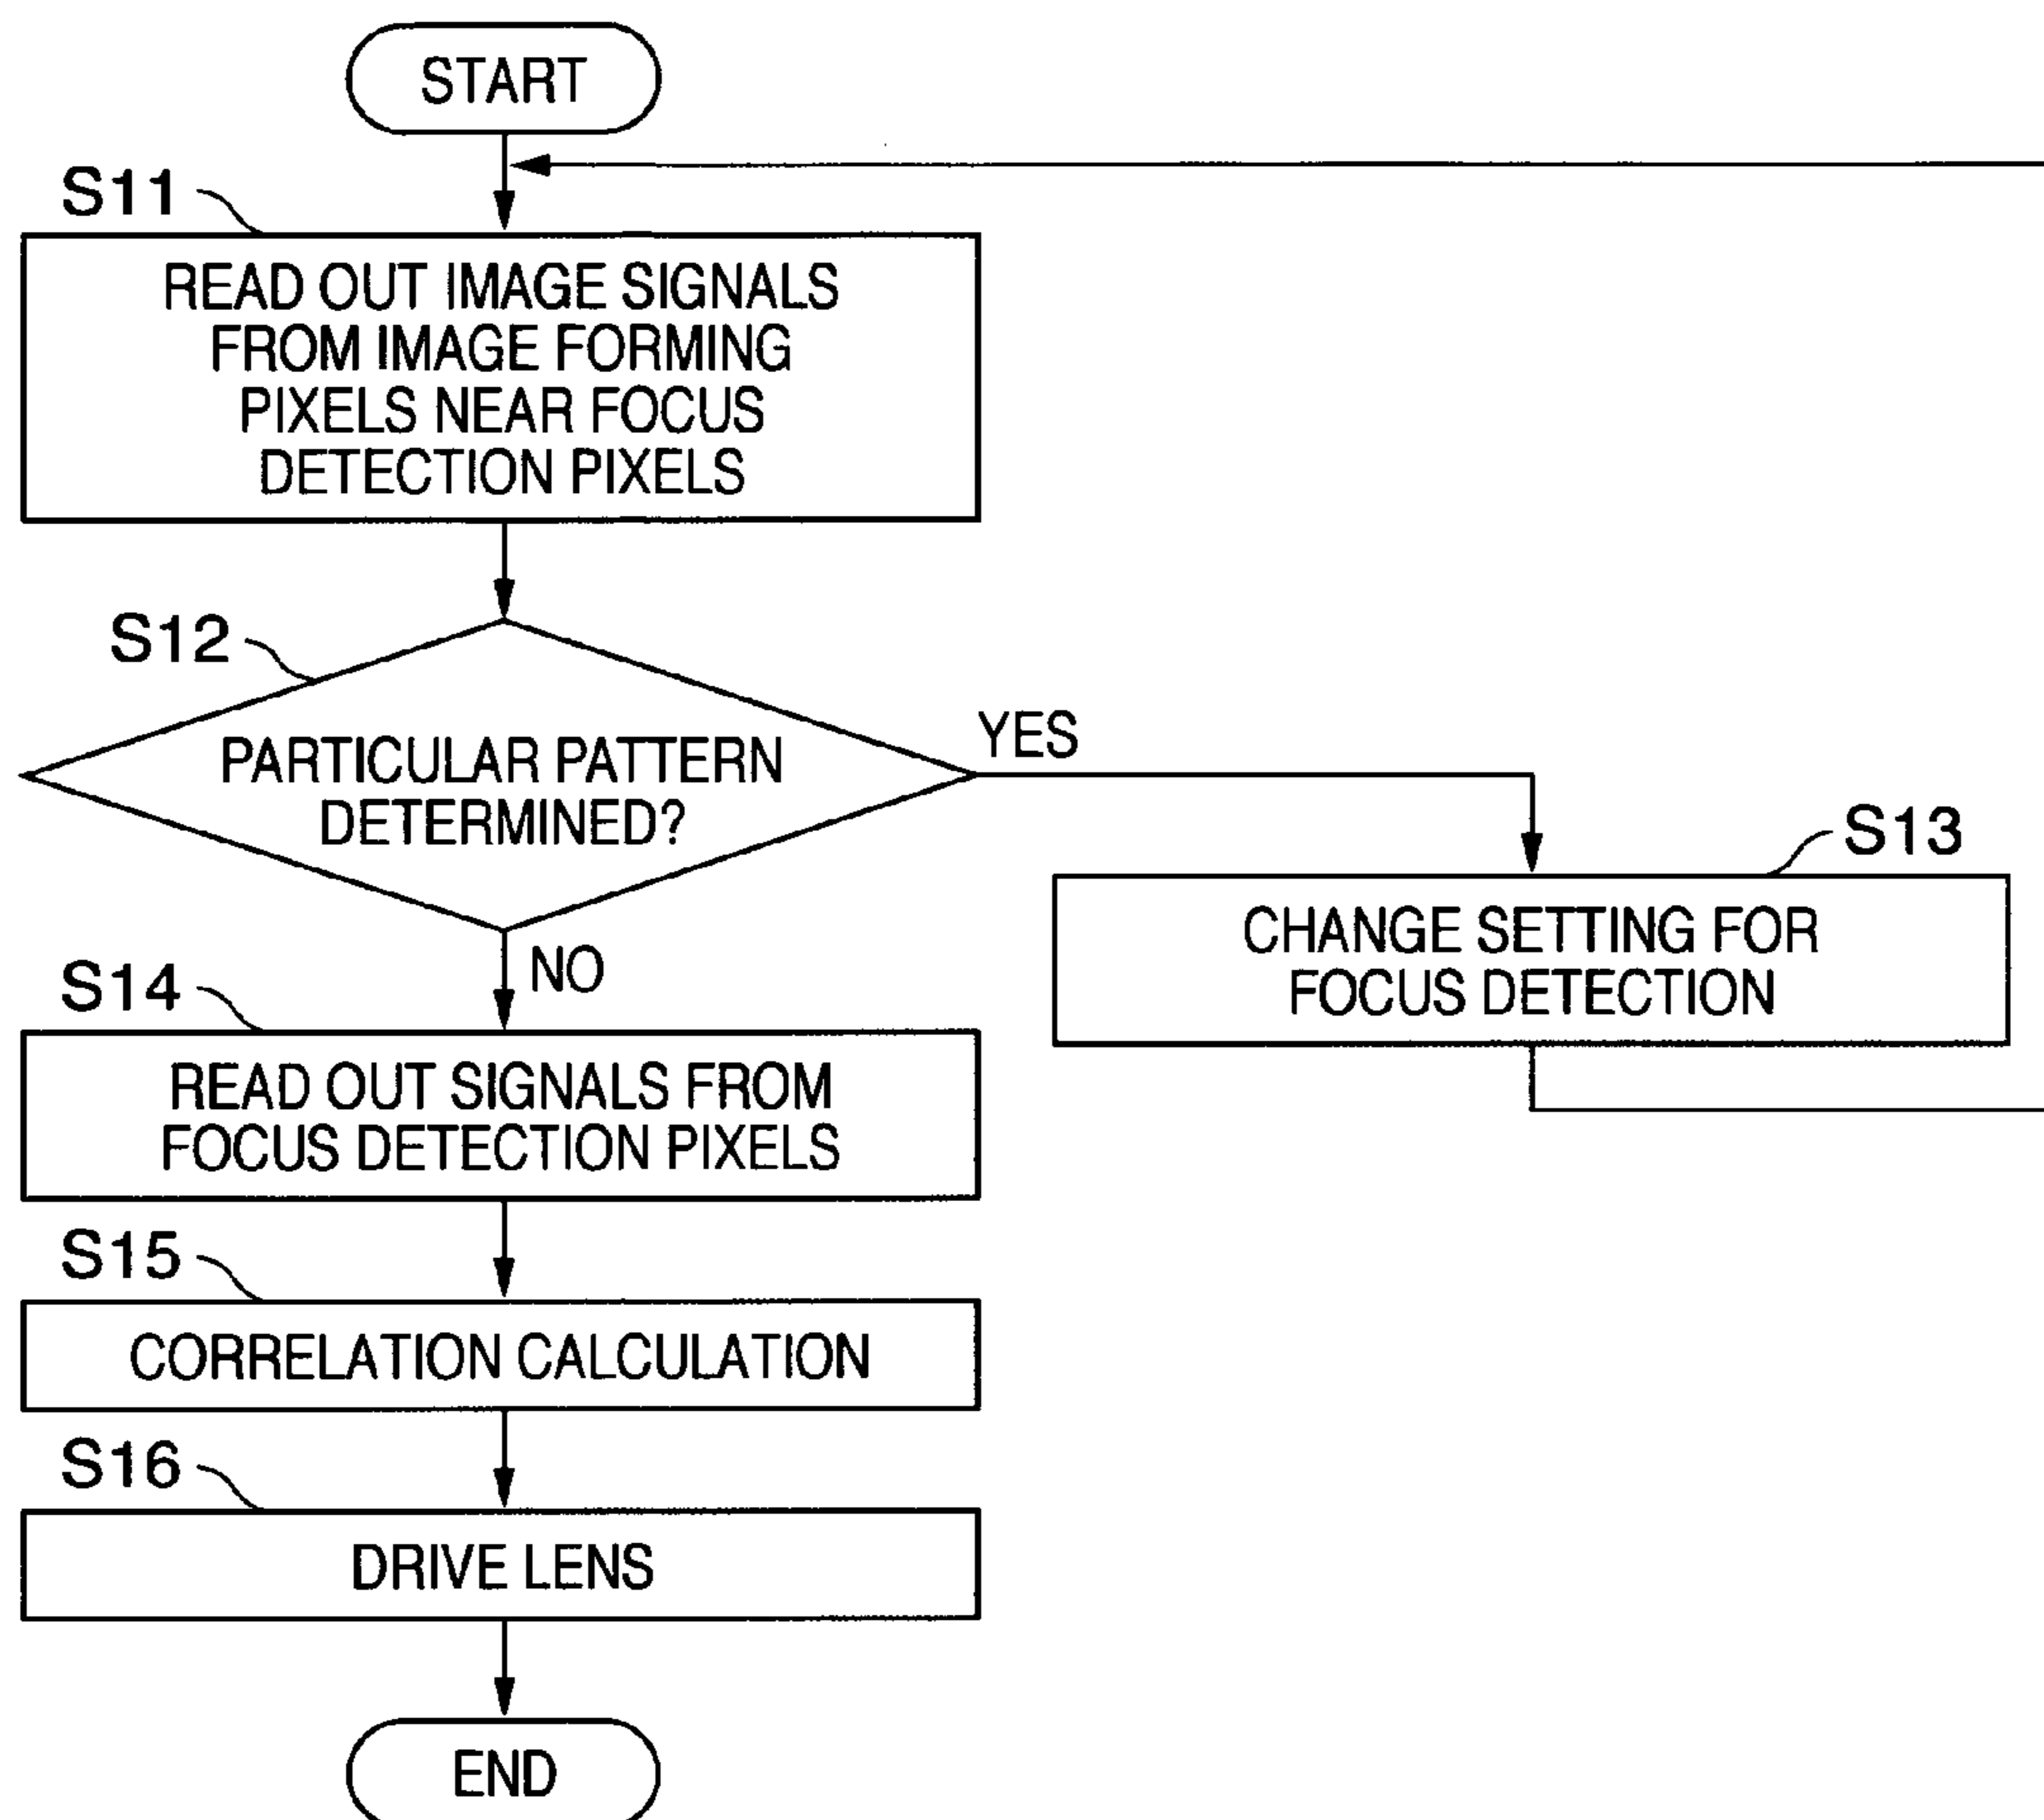 START
S11
READ OUT IMAGE SIGNALS
FROM IMAGE FORMING
PIXELS NEAR FOCUS
DETECTION PIXELS
S12
PARTICULAR PATTERN
DETERMINED?
YES
S13
CHANGE SETTING FOR
FOCUS DETECTION
NO
S14
READ OUT SIGNALS FROM
FOCUS DETECTION PIXELS
S15
CORRELATION CALCULATION
S16
DRIVE LENS
END